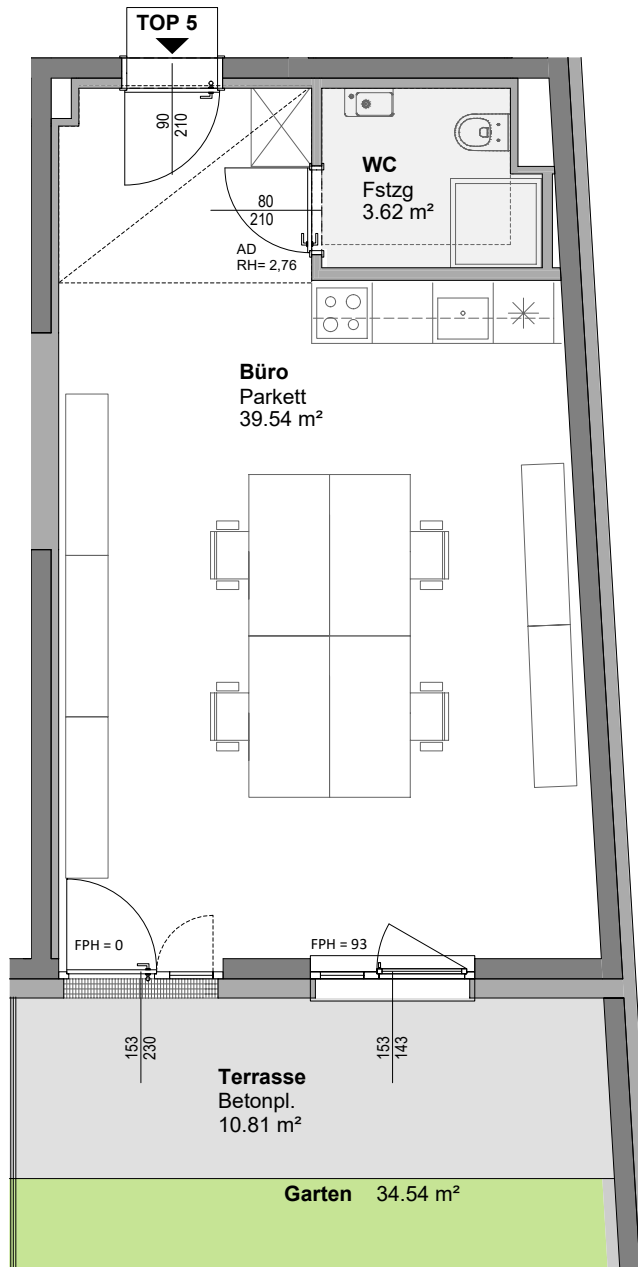 TOP 5
90
210
WC
Fstzg
3.62 m²
80
210
AD
RH= 2,76
Büro
Parkett
39.54 m²
FPH = 0
FPH = 93
153
230
153
143
Terrasse
Betonpl.
10.81 m²
Garten 34.54 m²